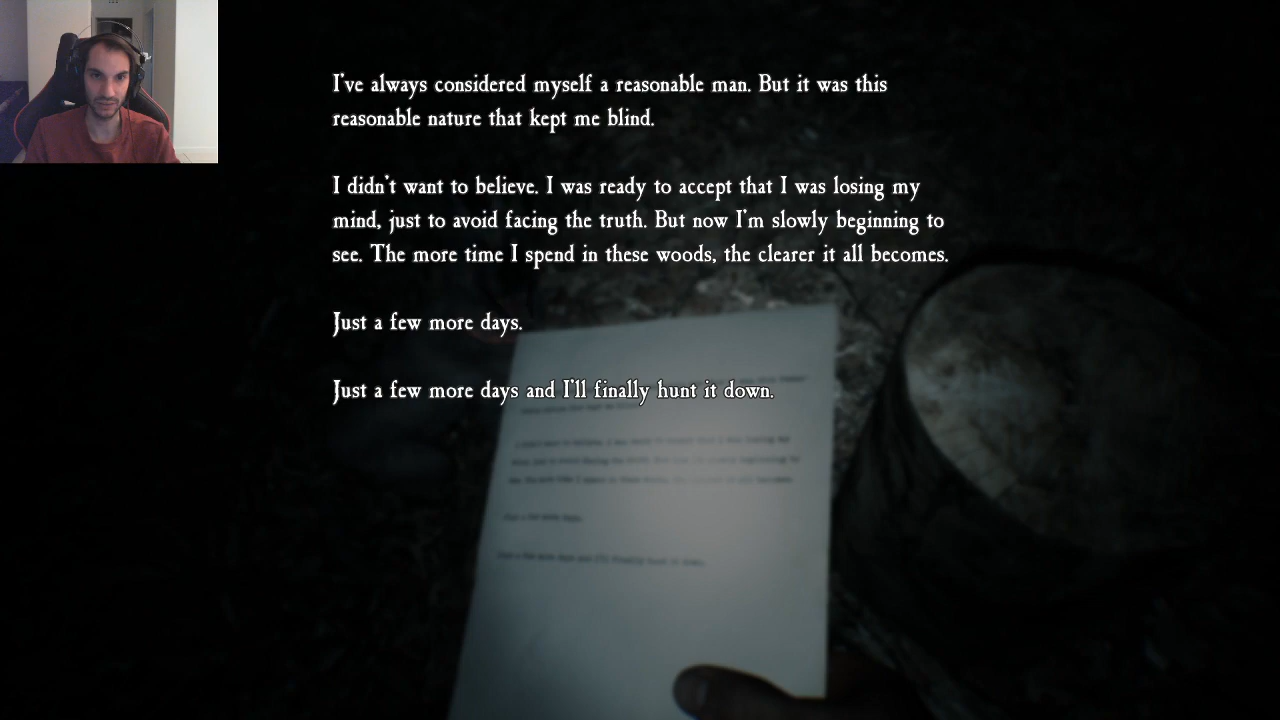 I've always considered myself a reasonable man. But it was this
reasonable nature that kept me blind.
I didn't want to believe. I was ready to accept that I was losing my
mind, just to avoid facing the truth. But now I'm slowly beginning to
see. The more time I spend in these woods, the clearer it all becomes.
Just a few more days.
Just a few more days and I'll finally hunt it down.